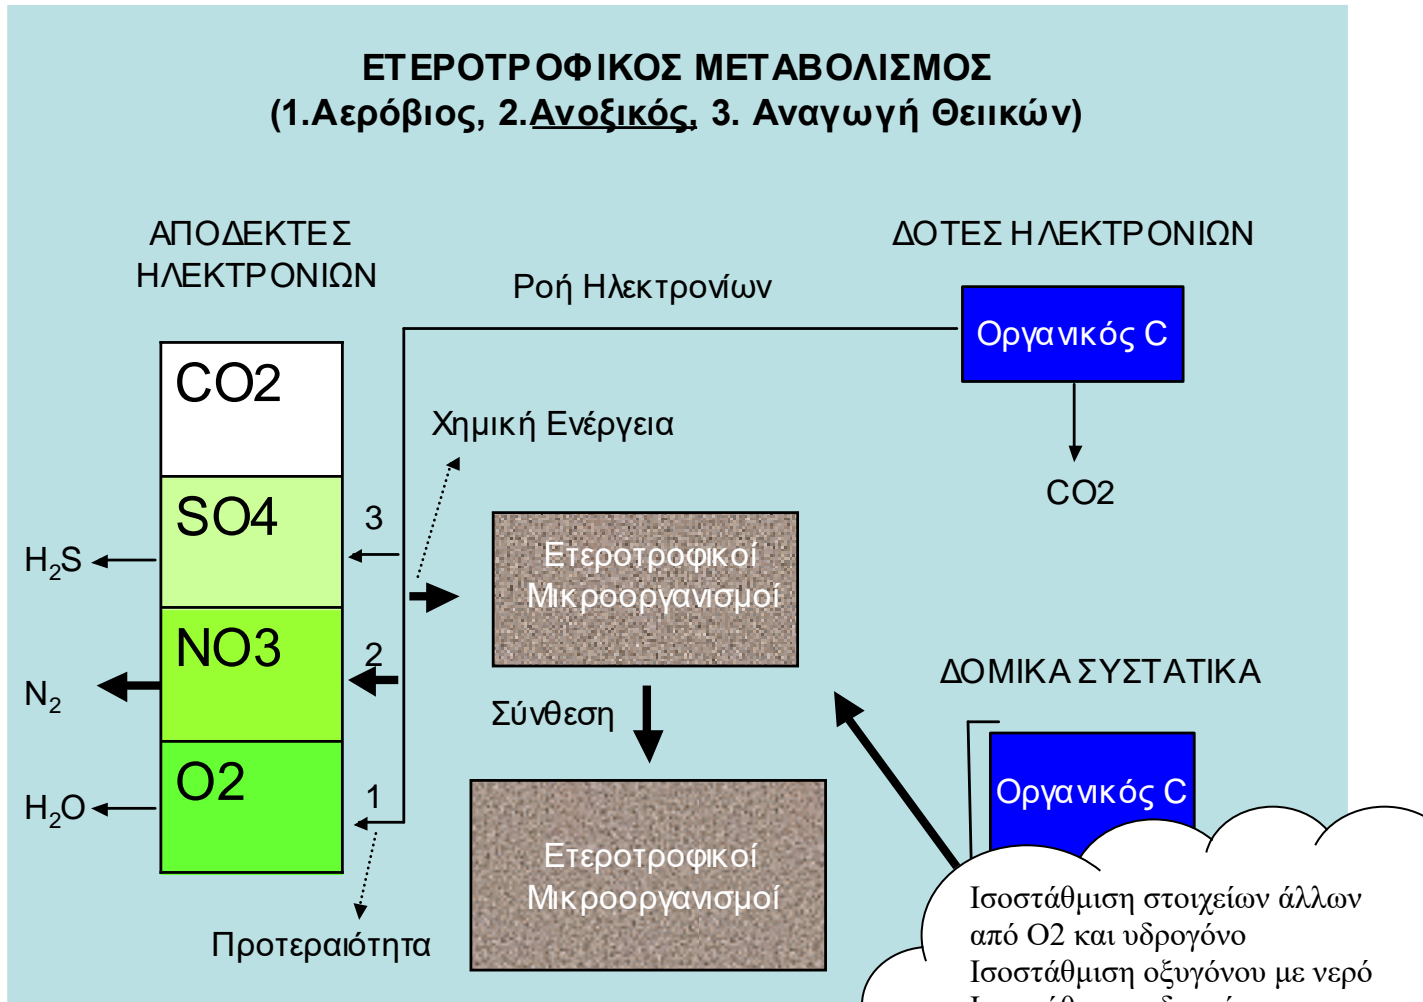 ΕΤΕΡΟΤΡΟΦΙΚΟΣ ΜΕΤΑΒΟΛΙΣΜΟΣ
(1.Αερόβιος, 2.Ανοξικός, 3. Αναγωγή Θειικών)
ΑΠΟΔΕΚΤΕΣ
ΗΛΕΚΤΡΟΝΙΩΝ
ΔΟΤΕΣ ΗΛΕΚΤΡΟΝΙΩΝ
Ροή Ηλεκτρονίων
Οργανικός C
CO2
Χημική Ενέργεια
CO2
SO4
3
H₂S
Ετεροτροφικοί
Μικροοργανισμοί
NO3
2
N₂
ΔΟΜΙΚΑ ΣΥΣΤΑΤΙΚΑ
Σύνθεση
O2
1
H₂O
Οργανικός C
Ετεροτροφικοί
Μικροοργανισμοί
Προτεραιότητα
Ισοστάθμιση στοιχείων άλλων
από Ο2 και υδρογόνο
Ισοστάθμιση οξυγόνου με νερό